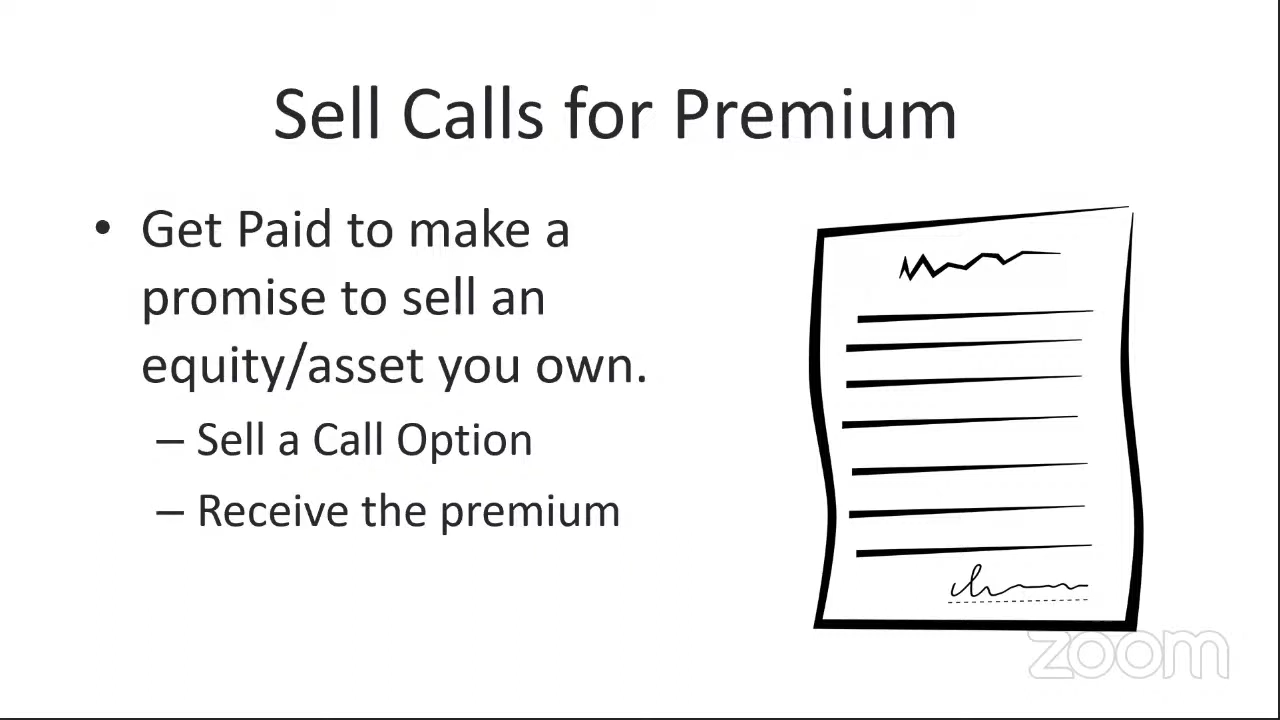 Sell Calls for Premium
• Get Paid to make a
promise to sell an
equity/asset you own.
– Sell a Call Option
– Receive the premium
zoom